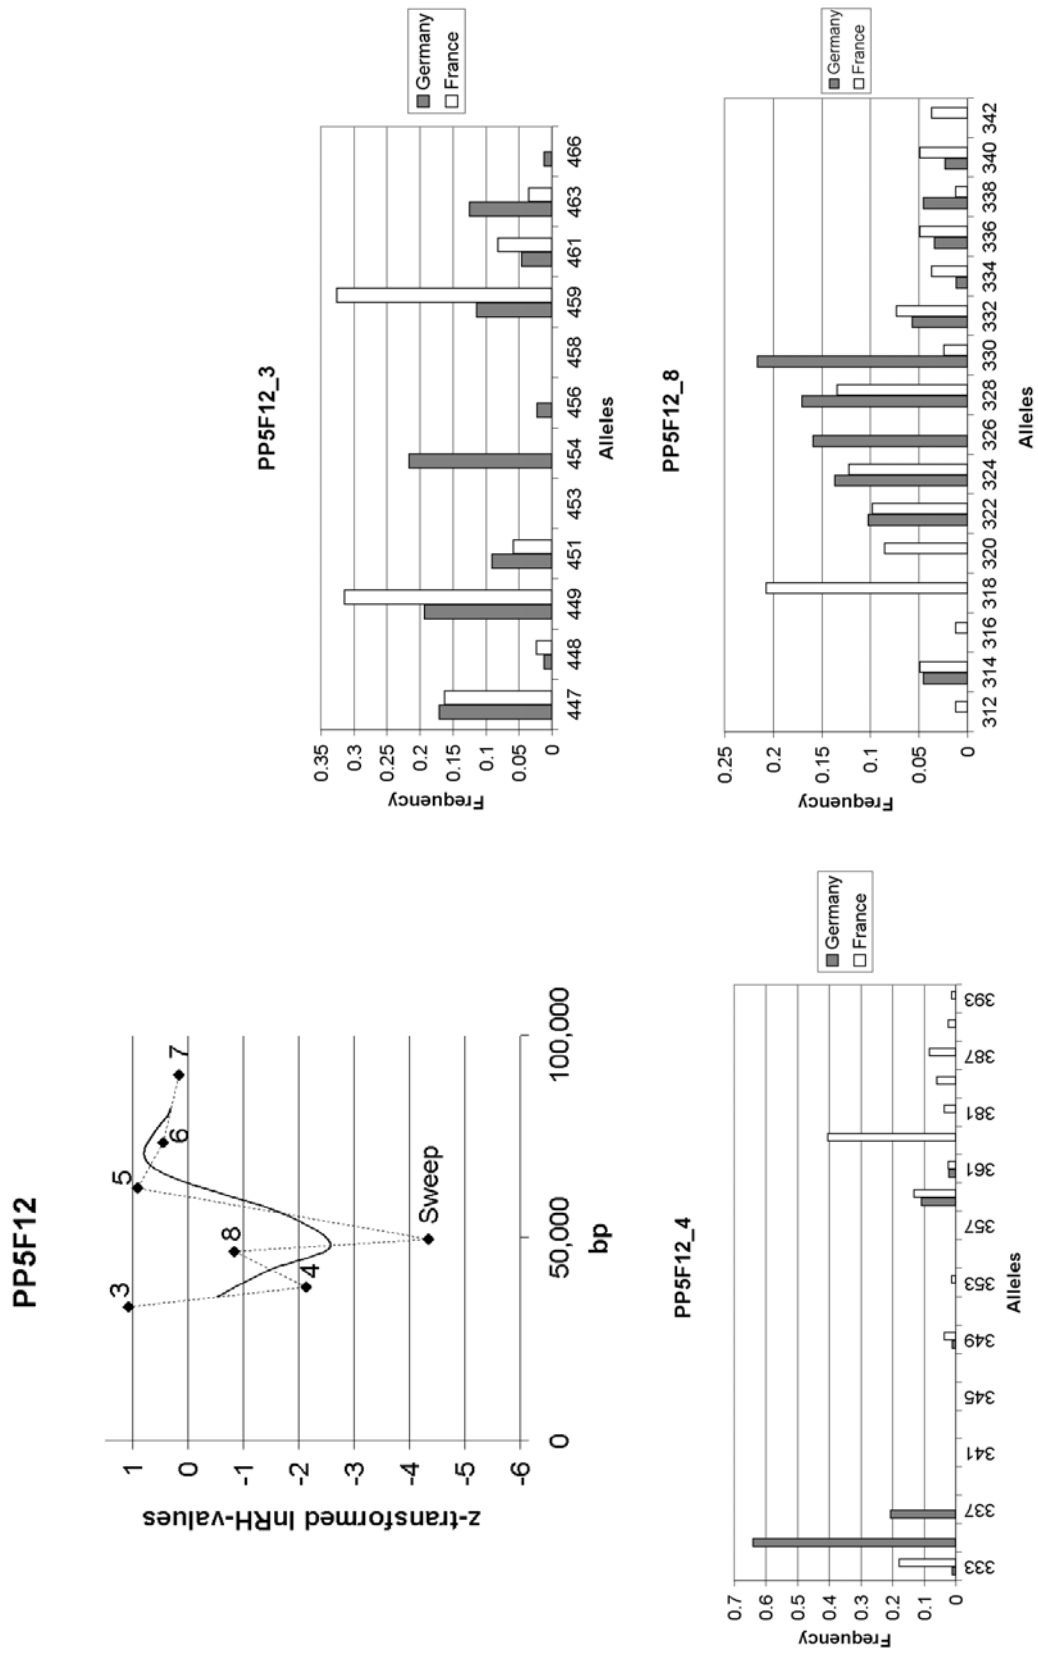 PP5F12
z-transformed lnRH-values
1
0
-1
-2
-3
-4
-5
-6
3
4
8
Sweep
5
6
7
0
50,000
100,000
bp
PP5F12_3
Frequency
0.35
0.3
0.25
0.2
0.15
0.1
0.05
0
447 448 449 451 453 454 456 458 459 461 463 466
Alleles
Germany
France
PP5F12_4
Frequency
0.7
0.6
0.5
0.4
0.3
0.2
0.1
0
333 337 341 345 349 353 357 361 381 387 393
Alleles
Germany
France
PP5F12_8
Frequency
0.25
0.2
0.15
0.1
0.05
0
312 314 316 318 320 322 324 326 328 330 332 334 336 338 340 342
Alleles
Germany
France